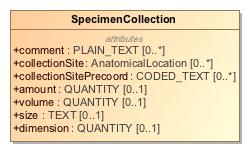 SpecimenCollection
attributes
+comment : PLAIN_TEXT [0..*]
+collectionSite : AnatomicalLocation [0..*]
+collectionSitePrecoord : CODED_TEXT [0..*]
+amount : QUANTITY [0..1]
+volume : QUANTITY [0..1]
+size : TEXT [0..1]
+dimension : QUANTITY [0..1]